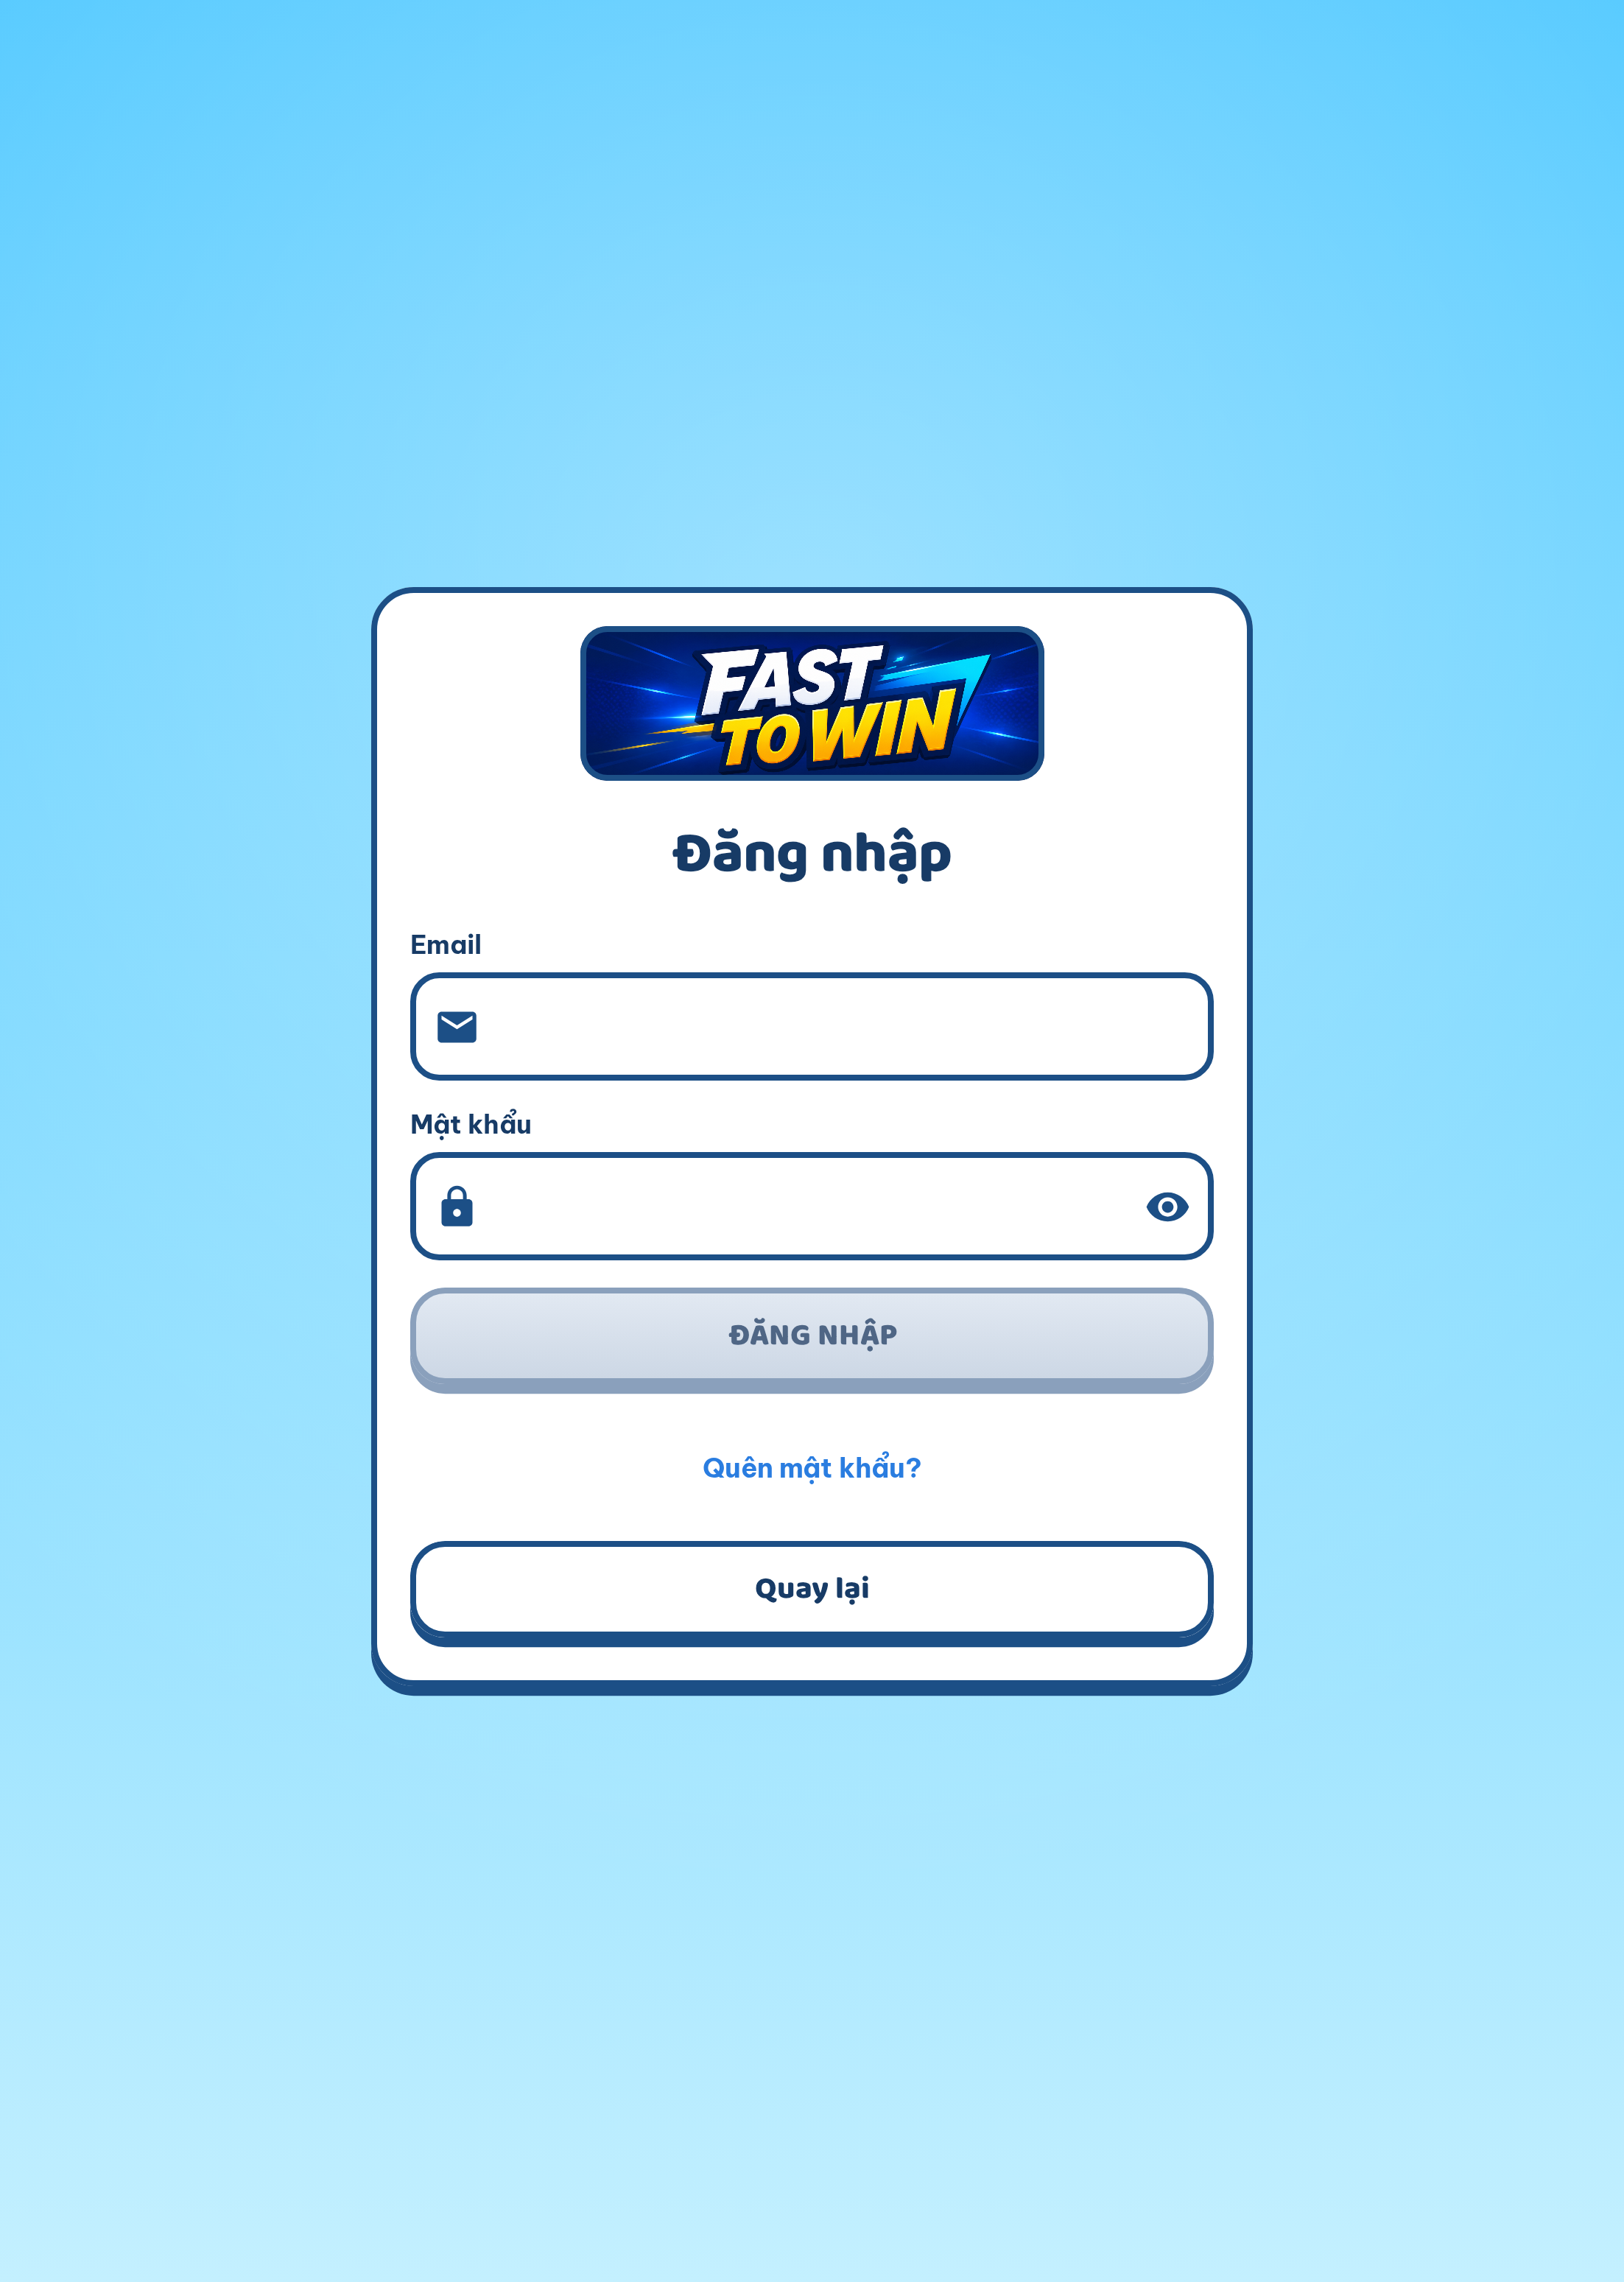 FAST
TO WIN
Đăng nhập
Email
Mật khẩu
ĐĂNG NHẬP
Quên mật khẩu?
Quay lại